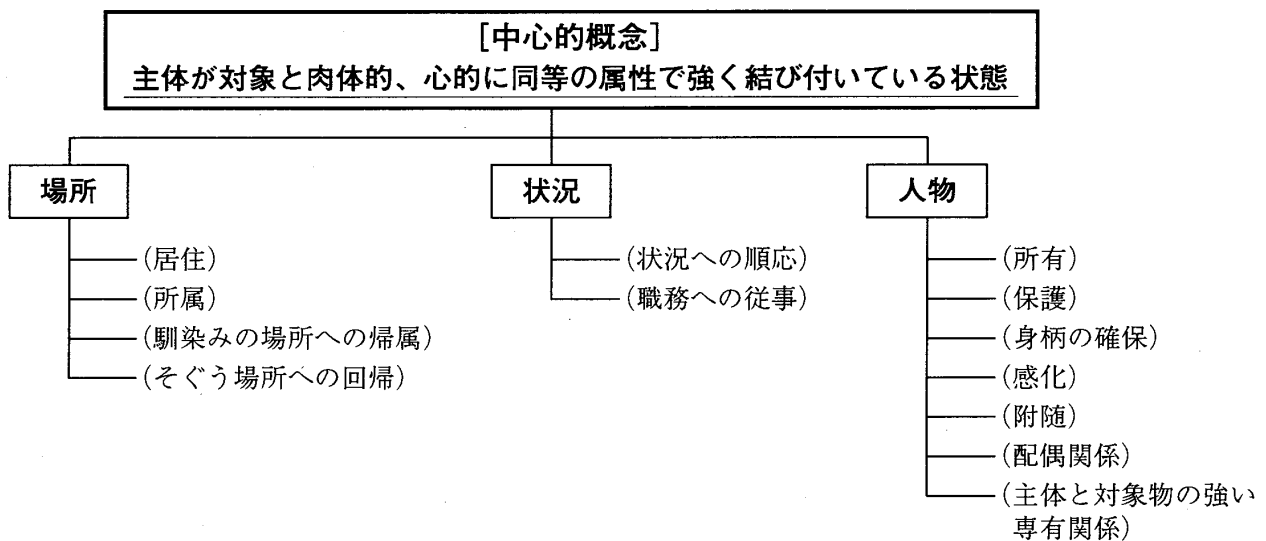 [中心的概念]
主体が対象と肉体的、心的に同等の属性で強く結び付いている状態
場所
(居住)
(所属)
(馴染みの場所への帰属)
(そぐう場所への回帰)
状況
(状況への順応)
(職務への従事)
人物
(所有)
(保護)
(身柄の確保)
(感化)
(附随)
(配偶関係)
(主体と対象物の強い
専有関係)